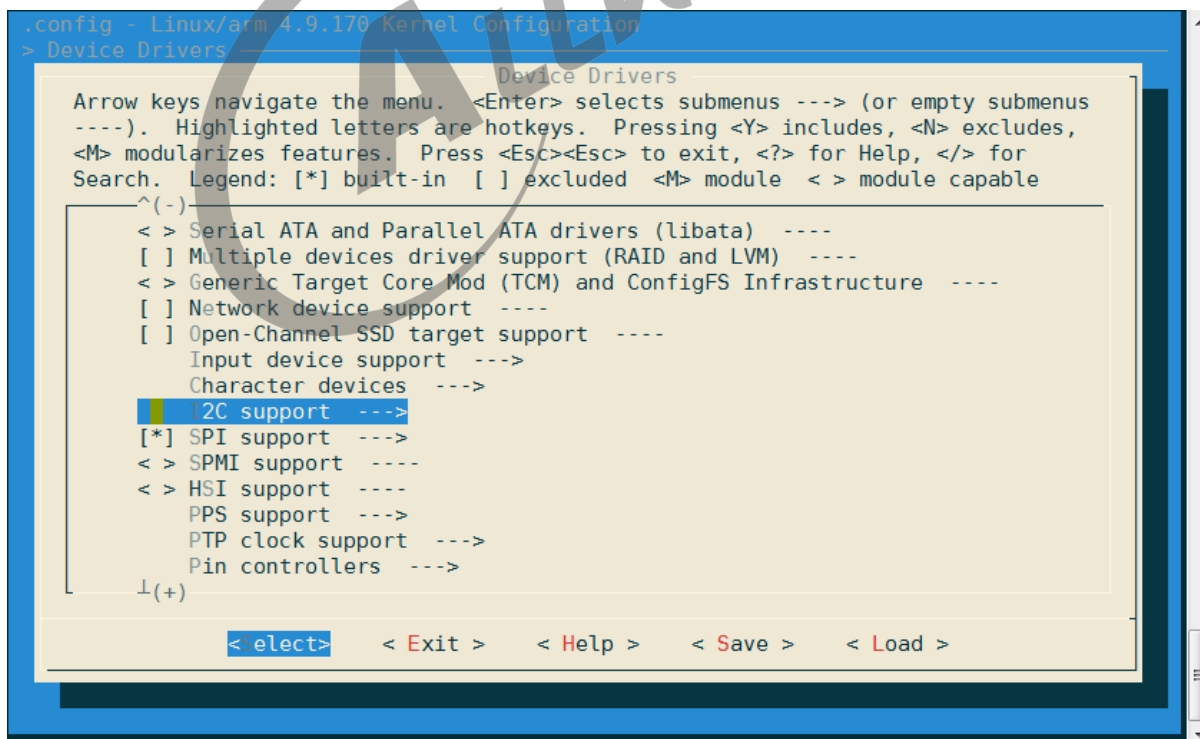 .config - Linux/arm 4.9.170 Kernel Configuration
> Device Drivers
Device Drivers
Arrow keys navigate the menu. <Enter> selects submenus ---> (or empty submenus
----). Highlighted letters are hotkeys. Pressing <Y> includes, <N> excludes,
<M> modularizes features. Press <Esc><Esc> to exit, <?> for Help, </> for
Search. Legend: [*] built-in [ ] excluded <M> module < > module capable
^(-)
< > Serial ATA and Parallel ATA drivers (libata) ----
[ ] Multiple devices driver support (RAID and LVM) ----
< > Generic Target Core Mod (TCM) and ConfigFS Infrastructure ----
[ ] Network device support ----
[ ] Open-Channel SSD target support ----
Input device support --->
Character devices --->
I2C support --->
[*] SPI support --->
< > SPMI support ----
< > HSI support ----
PPS support --->
PTP clock support --->
Pin controllers --->
┴(+)
<Select> < Exit > < Help > < Save > < Load >